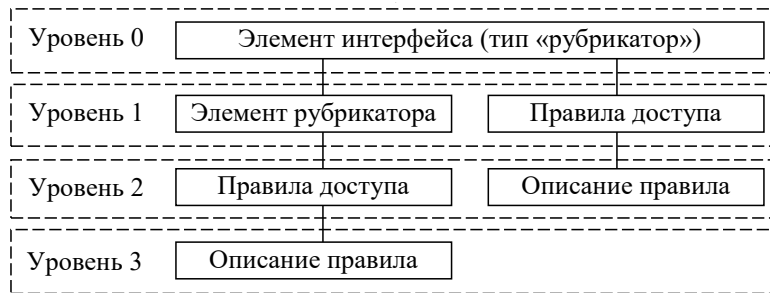 Уровень 0 Элемент интерфейса (тип «рубрикатор»)
Уровень 1 Элемент рубрикатора Правила доступа
Уровень 2 Правила доступа Описание правила
Уровень 3 Описание правила